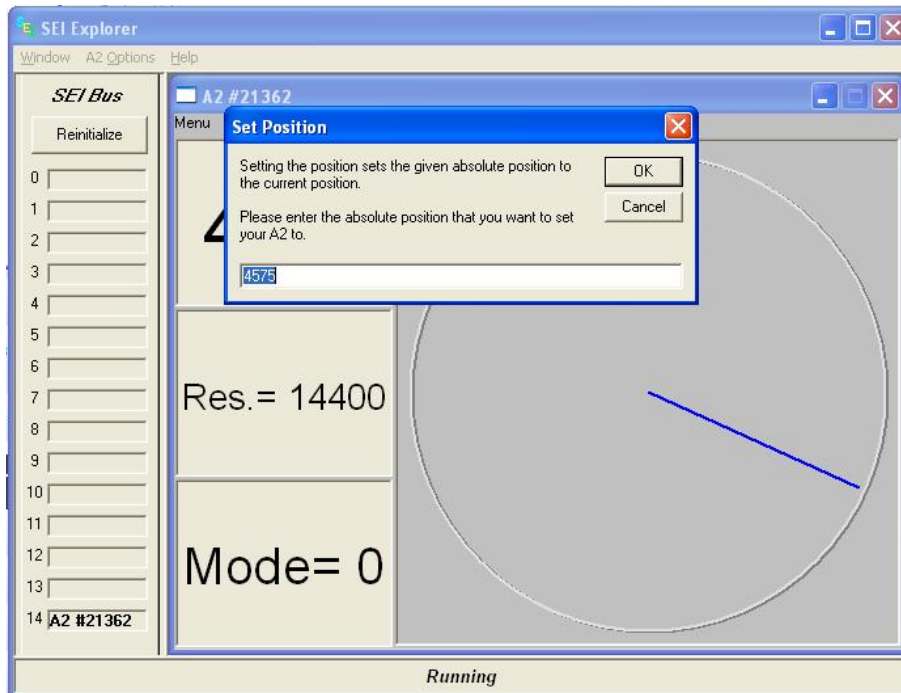 SEI Explorer
Window A2 Options Help
SEI Bus
Reinitialize
0
1
2
3
4
5
6
7
8
9
10
11
12
13
14 A2 #21362
A2 #21362
Menu
Set Position
Setting the position sets the given absolute position to
the current position.
Please enter the absolute position that you want to set
your A2 to.
OK
Cancel
4575
Res.= 14400
Mode= 0
Running